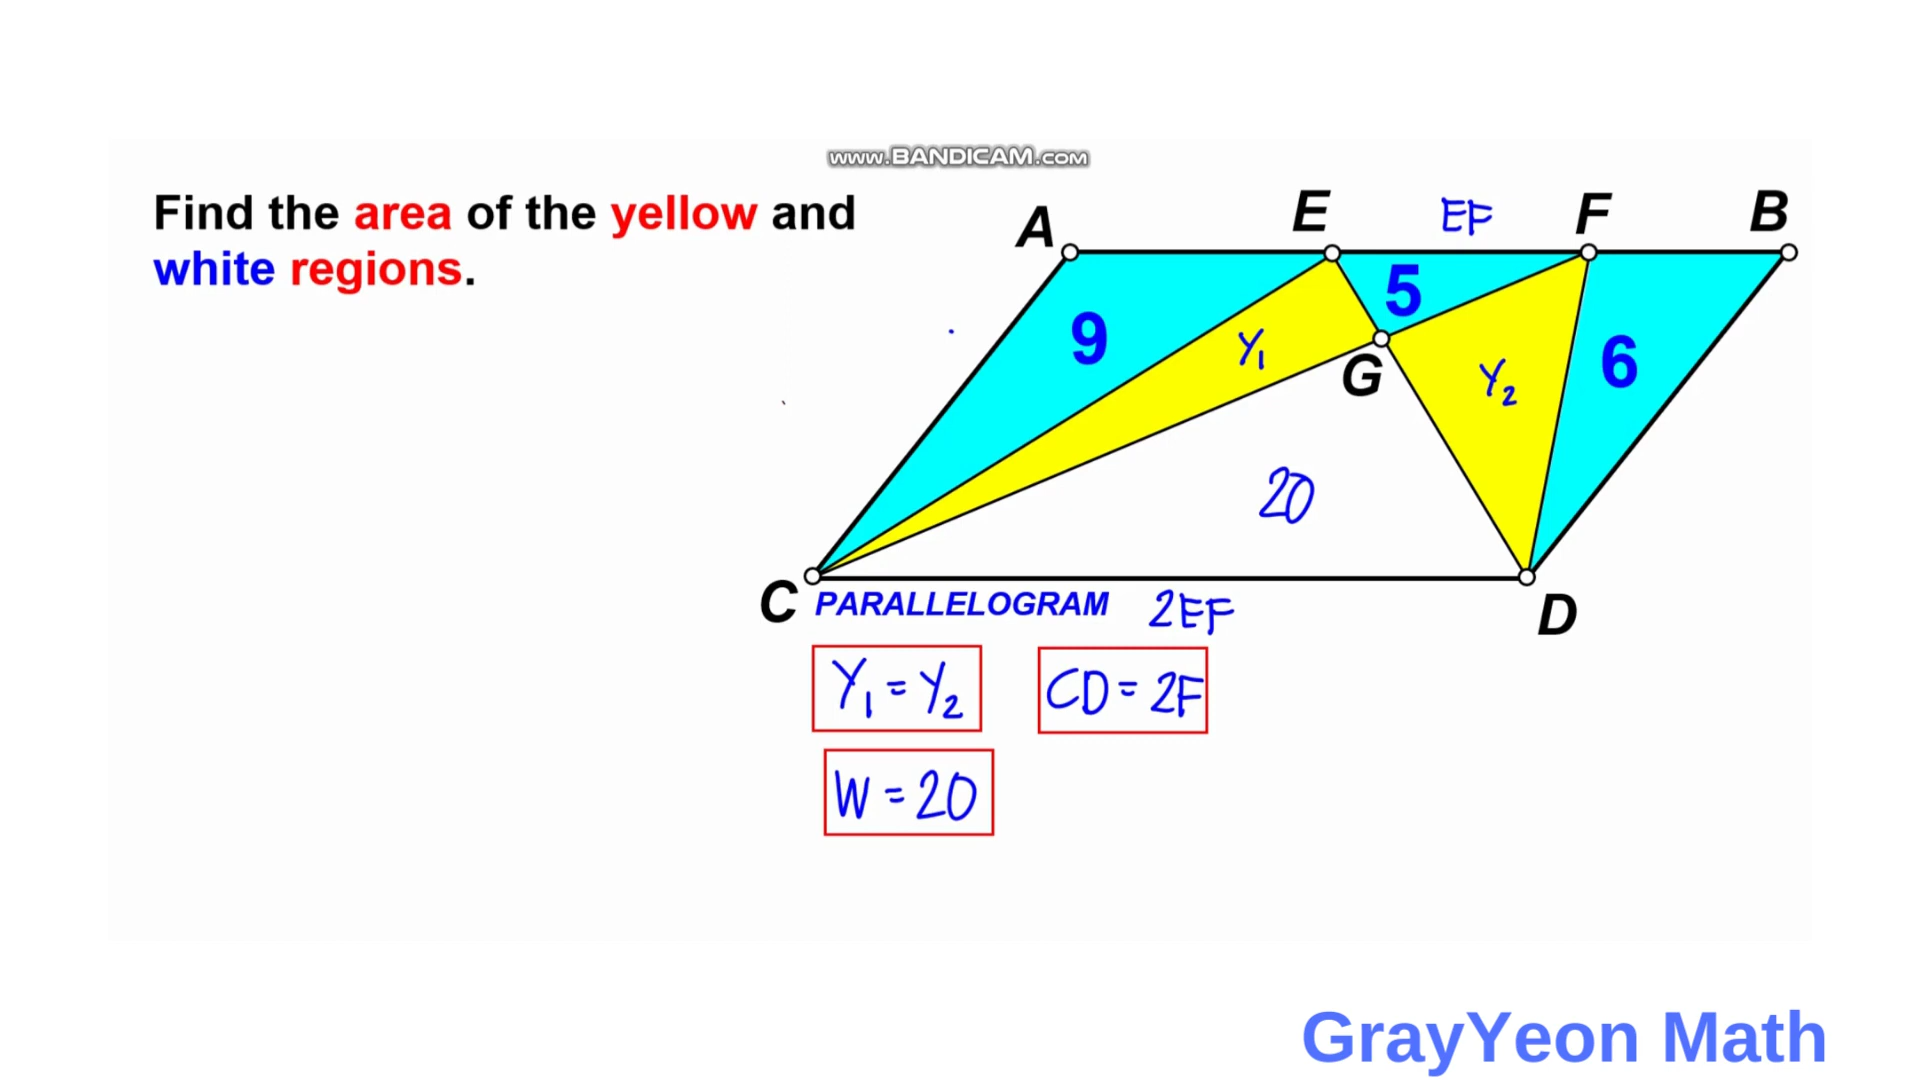 www.BANDICAM.com
Find the area of the yellow and
white regions.
A
E
EF
F
B
9
5
Y1
G
Y2
6
20
C
PARALLELOGRAM
2EF
D
Y1 = Y2
CD = 2F
W = 20
GrayYeon Math